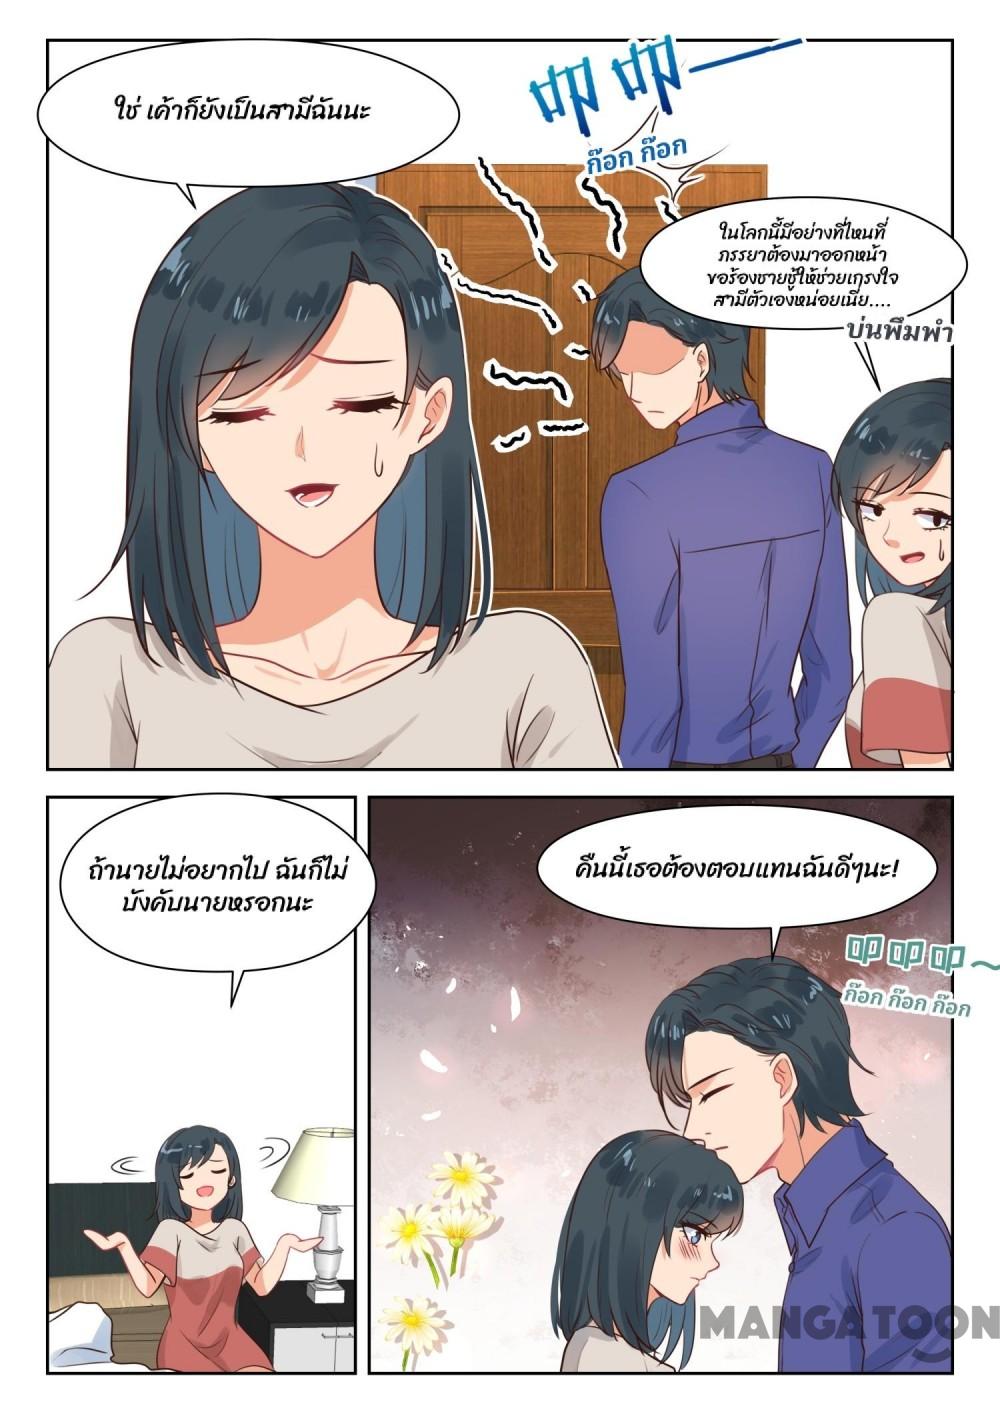 ใช่ เค้าก็ยังเป็นสามีฉันนะ
叩 叩
ก๊อก ก๊อก
ในโลกนี้มีอย่างที่ไหนที่
ภรรยาต้องมาออกหน้า
ขอร้องชายชู้ให้ช่วยเกรงใจ
สามีตัวเองหน่อยเนี่ย....
บ่นพึมพำ
ถ้านายไม่อยากไป ฉันก็ไม่
บังคับนายหรอกนะ
คืนนี้เธอต้องตอบแทนฉันดีๆนะ!
叩 叩 叩~
ก๊อก ก๊อก ก๊อก
MANGATOON